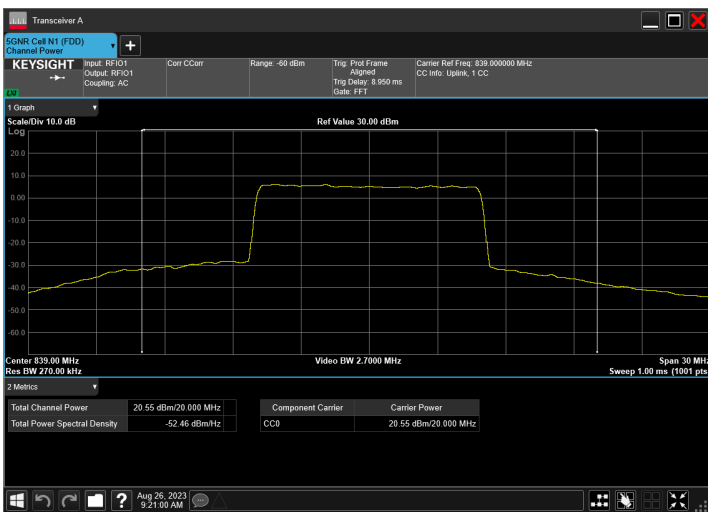 Transceiver A
5GNR Cell N1 (FDD)
Channel Power
+
KEYSIGHT
LXI
Input: RFIO1
Output: RFIO1
Coupling: AC
Corr CCorr
Range: -60 dBm
Trig: Prot Frame
Aligned
Trig Delay: 8.950 ms
Gate: FFT
Carrier Ref Freq: 839.000000 MHz
CC Info: Uplink, 1 CC
1 Graph
Scale/Div 10.0 dB
Ref Value 30.00 dBm
Log
20.0
10.0
0.00
-10.0
-20.0
-30.0
-40.0
-50.0
-60.0
Center 839.00 MHz
Video BW 2.7000 MHz
Span 30 MHz
Res BW 270.00 kHz
Sweep 1.00 ms (1001 pts
2 Metrics
Total Channel Power 20.55 dBm/20.000 MHz
Total Power Spectral Density -52.46 dBm/Hz
Component Carrier Carrier Power
CC0 20.55 dBm/20.000 MHz
?
Aug 26, 2023
9:21:00 AM